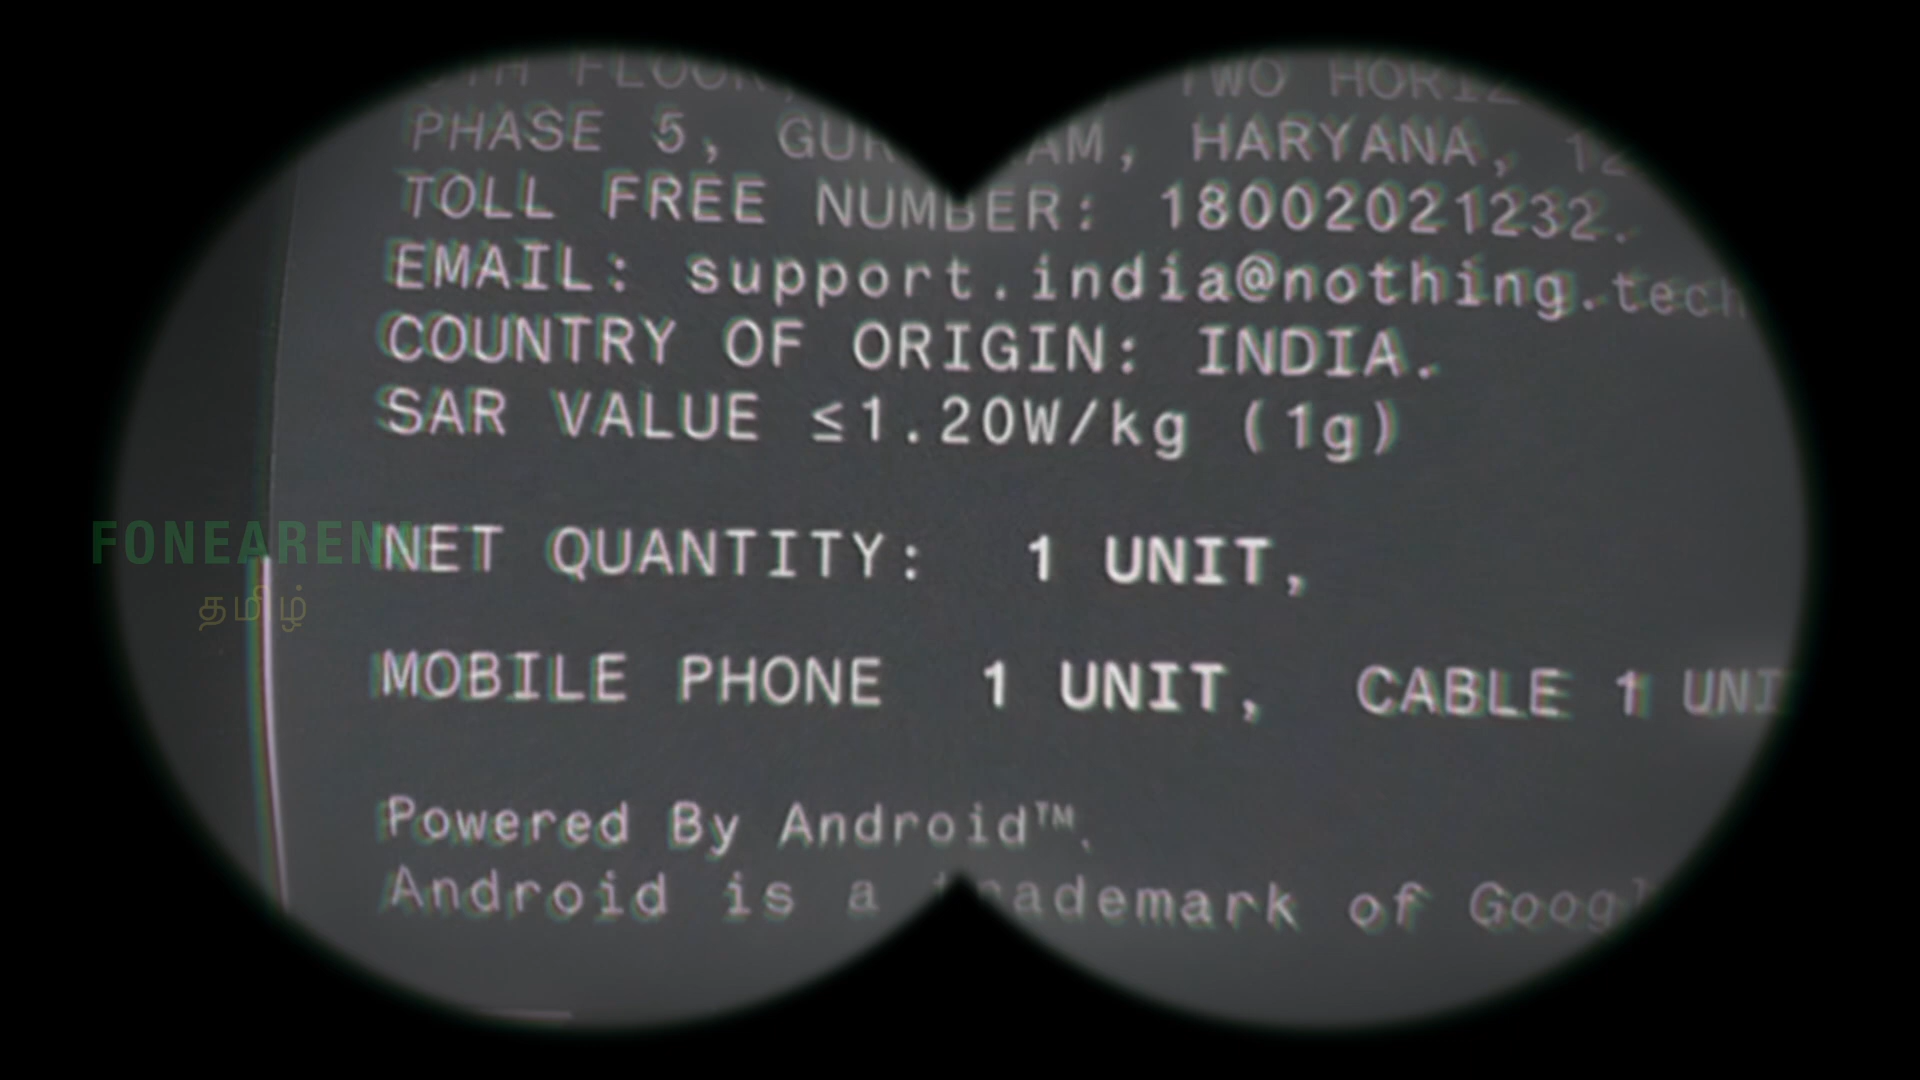 FLOOR, TWO
PHASE 5, HARYANA,
TOLL FREE NUMBER: 18002021232.
EMAIL: support.india@nothing.tech
COUNTRY OF ORIGIN: INDIA.
SAR VALUE ≤1.20W/kg (1g)
FONEARENA
தமிழ்
NET QUANTITY: 1 UNIT,
MOBILE PHONE 1 UNIT, CABLE 1
Powered By Android™.
Android is a of